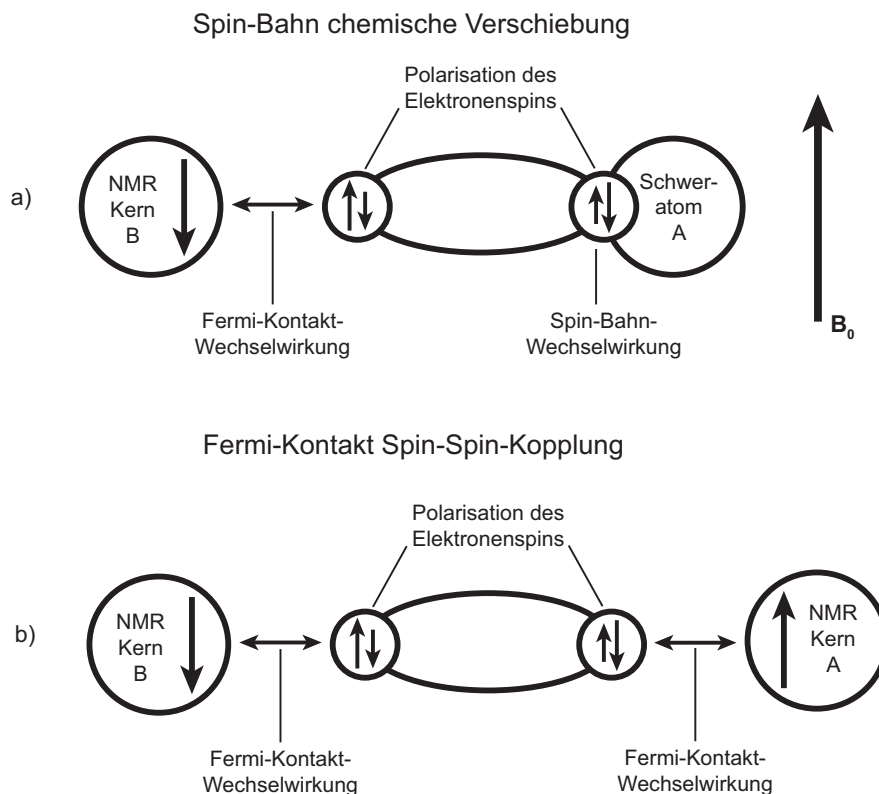 Spin-Bahn chemische Verschiebung
Polarisation des
Elektronenspins
a)
NMR
Kern
B
Schwer-
atom
A
Fermi-Kontakt-
Wechselwirkung
Spin-Bahn-
Wechselwirkung
B₀
Fermi-Kontakt Spin-Spin-Kopplung
Polarisation des
Elektronenspins
b)
NMR
Kern
B
NMR
Kern
A
Fermi-Kontakt-
Wechselwirkung
Fermi-Kontakt-
Wechselwirkung